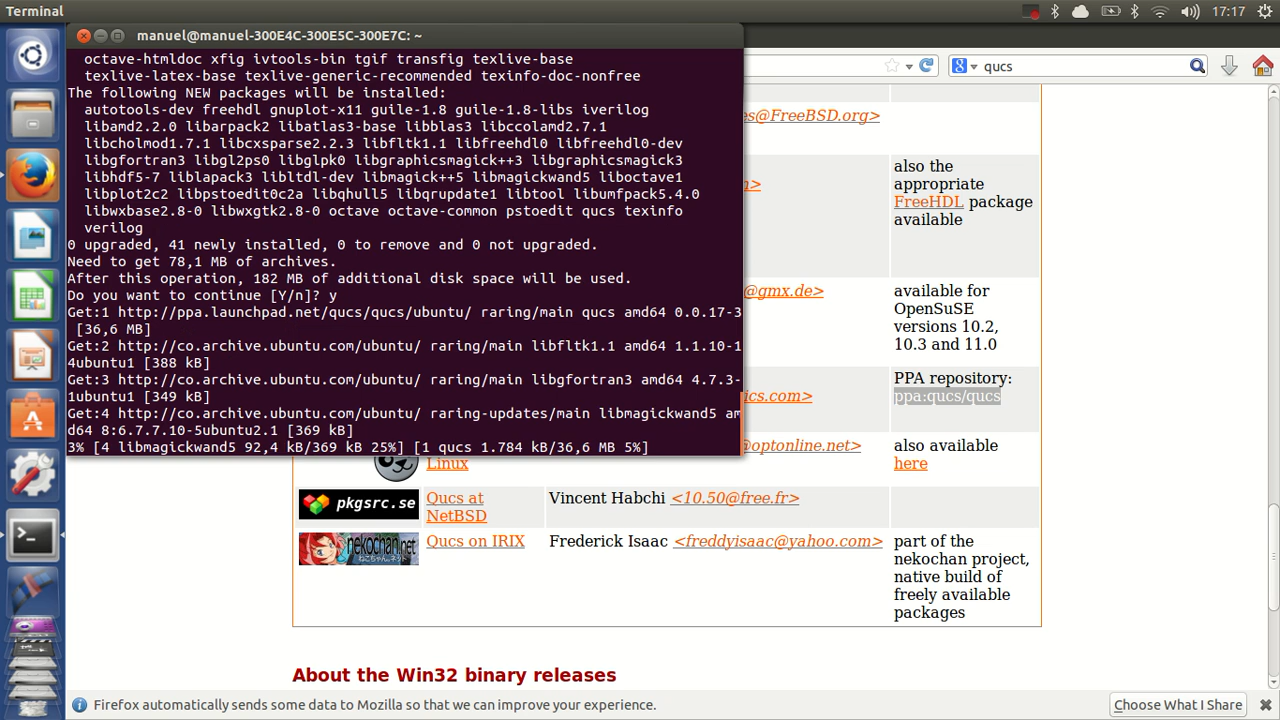 Terminal
17:17
manuel@manuel-300E4C-300E5C-300E7C: ~
octave-htmldoc xfig ivtools-bin tgif transfig texlive-base
texlive-latex-base texlive-generic-recommended texinfo-doc-nonfree
The following NEW packages will be installed:
autotools-dev freehdl gnuplot-x11 guile-1.8 guile-1.8-libs iverilog
libamd2.2.0 libarpack2 libatlas3-base libblas3 libccolamd2.7.1
libcholmod1.7.1 libcxsparse2.2.3 libfltk1.1 libfreehdl0 libfreehdl0-dev
libgfortran3 libgl2ps0 libglpk0 libgraphicsmagick++3 libgraphicsmagick3
libhdf5-7 liblapack3 libltdl-dev libmagick++5 libmagickwand5 liboctave1
libplot2c2 libpstoedit0c2a libqhull5 libqrupdate1 libtool libumfpack5.4.0
libwxbase2.8-0 libwxgtk2.8-0 octave octave-common pstoedit qucs texinfo
verilog
0 upgraded, 41 newly installed, 0 to remove and 0 not upgraded.
Need to get 78,1 MB of archives.
After this operation, 182 MB of additional disk space will be used.
Do you want to continue [Y/n]? y
Get:1 http://ppa.launchpad.net/qucs/qucs/ubuntu/ raring/main qucs amd64 0.0.17-3
[36,6 MB]
Get:2 http://co.archive.ubuntu.com/ubuntu/ raring/main libfltk1.1 amd64 1.1.10-1
4ubuntu1 [388 kB]
Get:3 http://co.archive.ubuntu.com/ubuntu/ raring/main libgfortran3 amd64 4.7.3-
1ubuntu1 [349 kB]
Get:4 http://co.archive.ubuntu.com/ubuntu/ raring-updates/main libmagickwand5 am
d64 8:6.7.7.10-5ubuntu2.1 [369 kB]
3% [4 libmagickwand5 92,4 kB/369 kB 25%] [1 qucs 1.784 kB/36,6 MB 5%]
qucs
es@FreeBSD.org>
m>
also the
appropriate
FreeHDL package
available
@gmx.de>
available for
OpenSuSE
versions 10.2,
10.3 and 11.0
ics.com>
PPA repository:
ppa:qucs/qucs
Linux
@optonline.net>
also available
here
pkgsrc.se
Qucs at
NetBSD
Vincent Habchi <10.50@free.fr>
nekochan.net
ねこちゃん。ネット
Qucs on IRIX
Frederick Isaac <freddyisaac@yahoo.com>
part of the
nekochan project,
native build of
freely available
packages
About the Win32 binary releases
Firefox automatically sends some data to Mozilla so that we can improve your experience.
Choose What I Share